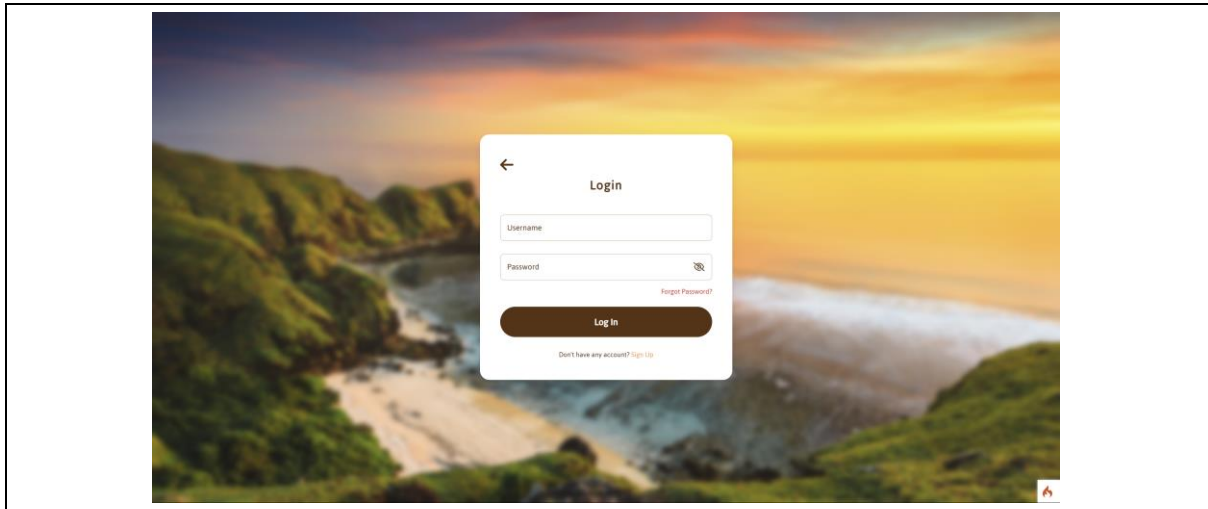 Login
Username
Password
Forgot Password?
Log In
Don't have any account? Sign Up